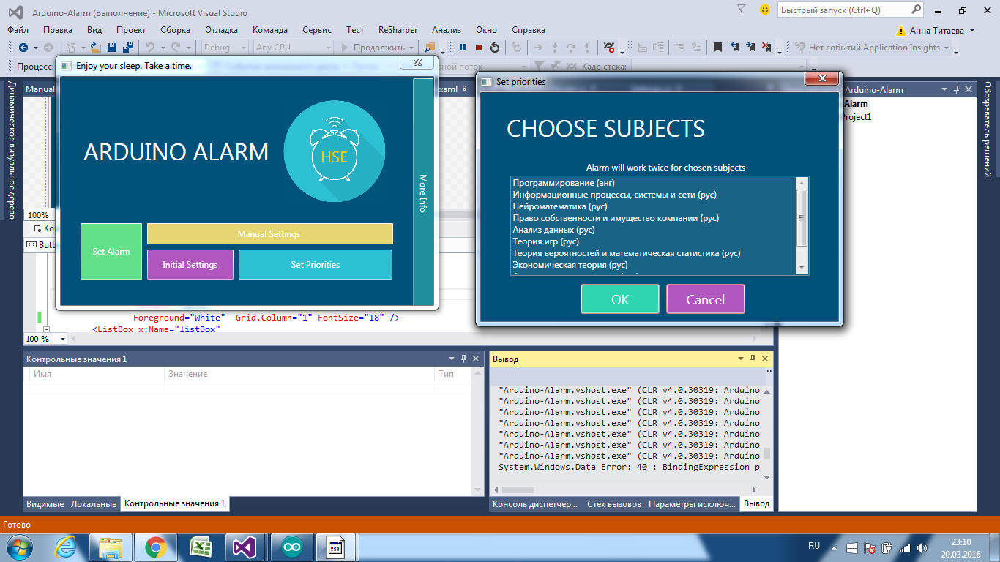 Arduino-Alarm (Выполнение) - Microsoft Visual Studio
Быстрый запуск (Ctrl+Q)
Файл Правка Вид Проект Сборка Отладка Команда Сервис Тест ReSharper Анализ Окно Справка
Анна Титаева
Debug Any CPU Продолжить
Нет событий Application Insights
Процесс:
Кадр стека:
Динамическое визуальное дерево
Manual
xaml
Enjoy your sleep. Take a time.
ARDUINO ALARM
HSE
More Info
Set Alarm
Manual Settings
Initial Settings
Set Priorities
Set priorities
CHOOSE SUBJECTS
Alarm will work twice for chosen subjects
Программирование (анг)
Информационные процессы, системы и сети (рус)
Нейроматематика (рус)
Право собственности и имущество компании (рус)
Анализ данных (рус)
Теория игр (рус)
Теория вероятностей и математическая статистика (рус)
Экономическая теория (рус)
OK
Cancel
Arduino-Alarm
Alarm
roject1
Обозреватель решений
100%
Ко
Butt
Foreground="White" Grid.Column="1" FontSize="18" />
<ListBox x:Name="listBox"
100 %
Контрольные значения 1
Имя Значение Тип
Видимые Локальные Контрольные значения 1
Вывод
"Arduino-Alarm.vshost.exe" (CLR v4.0.30319: Arduino
"Arduino-Alarm.vshost.exe" (CLR v4.0.30319: Arduino
"Arduino-Alarm.vshost.exe" (CLR v4.0.30319: Arduino
"Arduino-Alarm.vshost.exe" (CLR v4.0.30319: Arduino
"Arduino-Alarm.vshost.exe" (CLR v4.0.30319: Arduino
"Arduino-Alarm.vshost.exe" (CLR v4.0.30319: Arduino
"Arduino-Alarm.vshost.exe" (CLR v4.0.30319: Arduino
System.Windows.Data Error: 40 : BindingExpression p
Консоль диспетчер... Стек вызовов Параметры исключ... Вывод
Готово
RU
23:10
20.03.2016